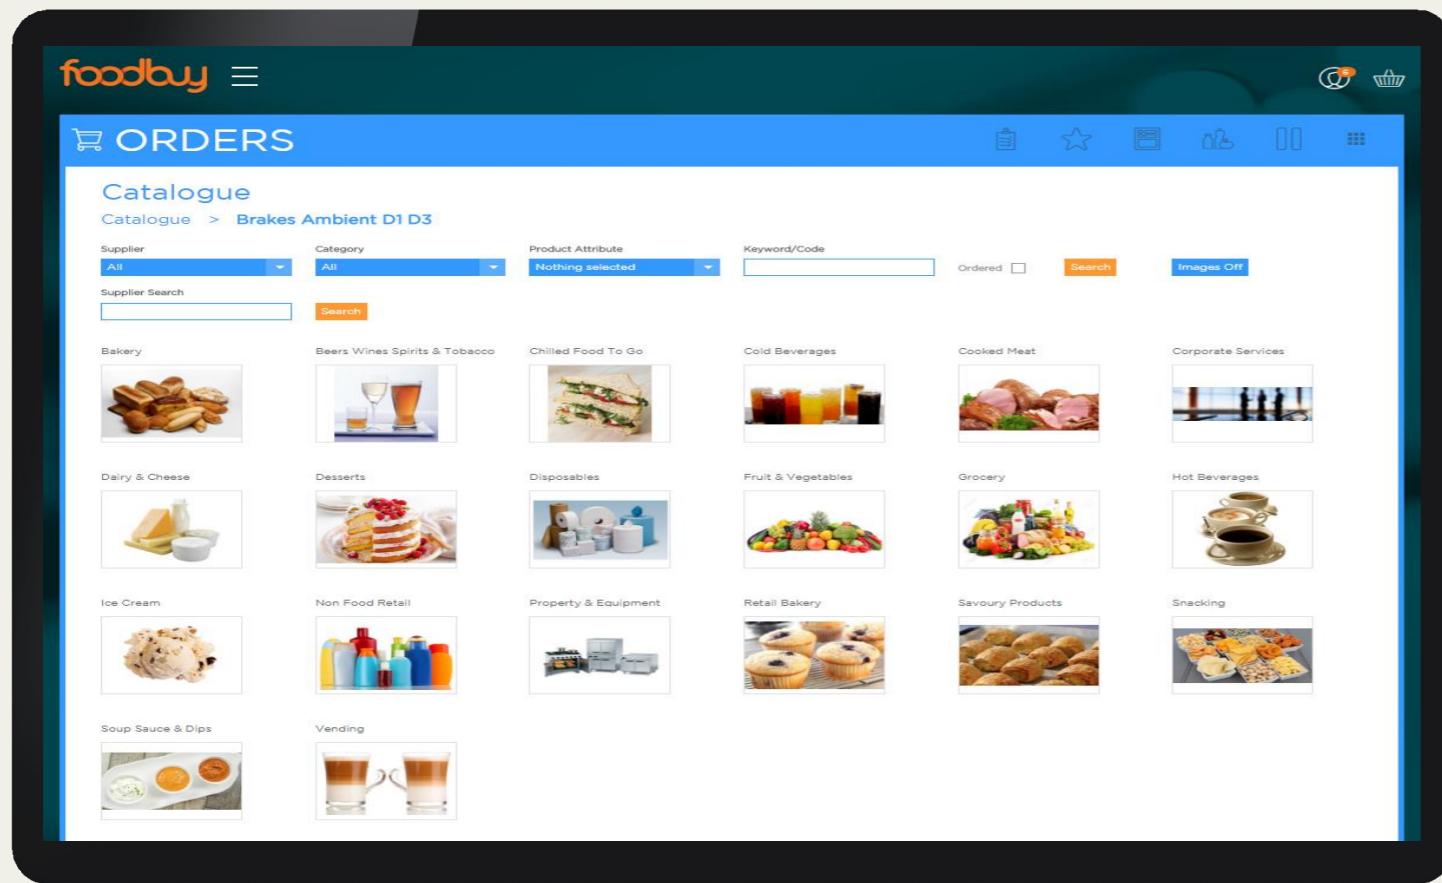 foodbuy
6
ORDERS
Catalogue
Catalogue > Brakes Ambient D1 D3
Supplier Category Product Attribute Keyword/Code
All All Nothing selected Ordered Search Images Off
Supplier Search
Search
Bakery Beers Wines Spirits & Tobacco Chilled Food To Go Cold Beverages Cooked Meat Corporate Services
Dairy & Cheese Desserts Disposables Fruit & Vegetables Grocery Hot Beverages
Ice Cream Non Food Retail Property & Equipment Retail Bakery Savoury Products Snacking
Soup Sauce & Dips Vending